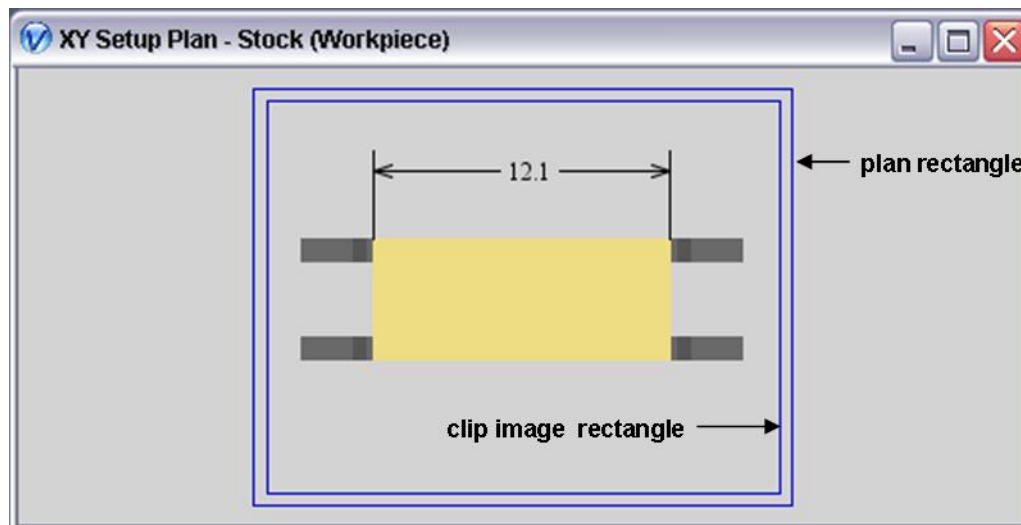 XY Setup Plan - Stock (Workpiece)
12.1
plan rectangle
clip image rectangle